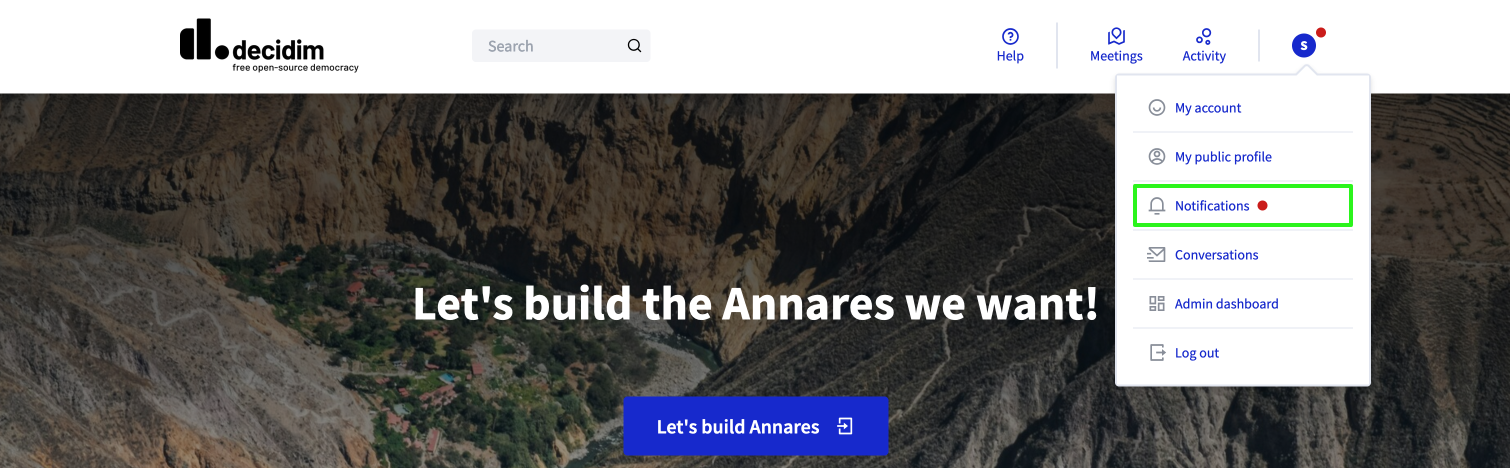 decidim
free open-source democracy
Search
Help
Meetings
Activity
S
My account
My public profile
Notifications
Conversations
Admin dashboard
Log out
Let's build the Annares we want!
Let's build Annares